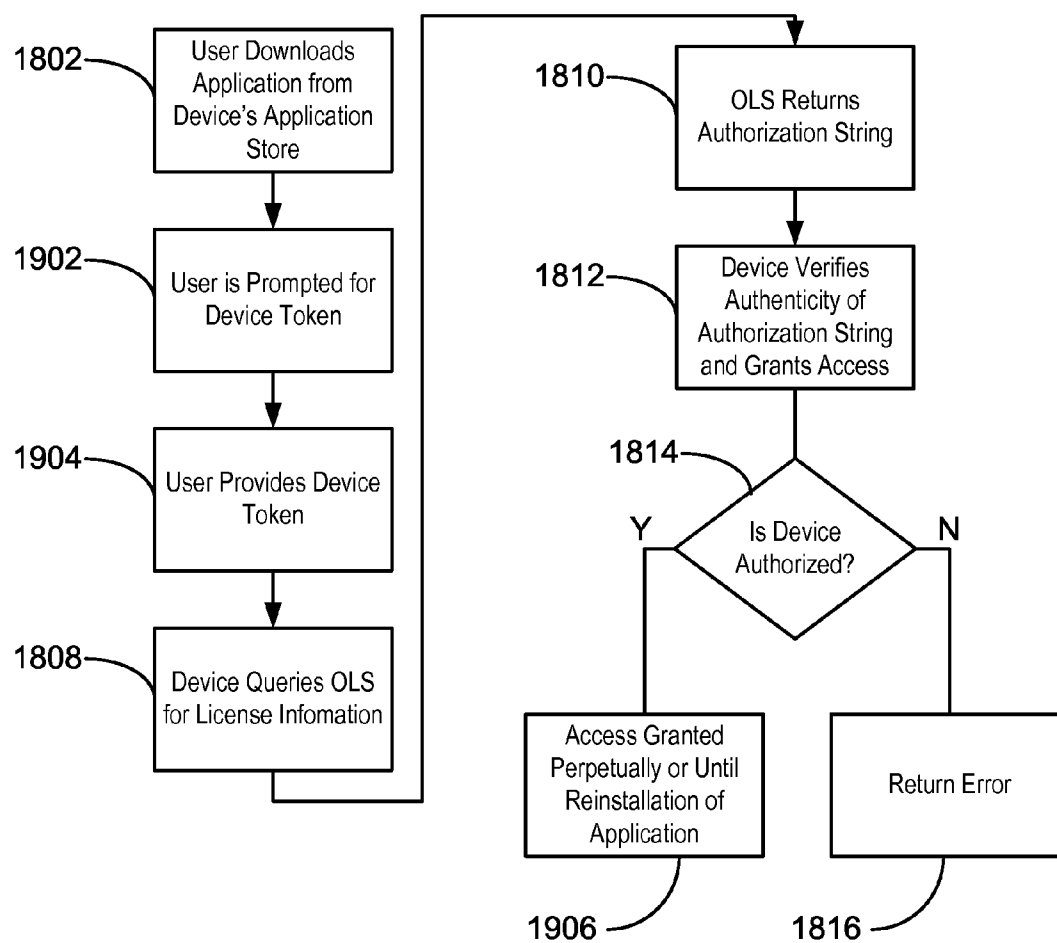 1802
User Downloads
Application from
Device's Application
Store
1902
User is Prompted for
Device Token
1904
User Provides Device
Token
1808
Device Queries OLS
for License Infomation
1810
OLS Returns
Authorization String
1812
Device Verifies
Authenticity of
Authorization String
and Grants Access
1814
Is Device
Authorized?
Y
N
Access Granted
Perpetually or Until
Reinstallation of
Application
1906
Return Error
1816